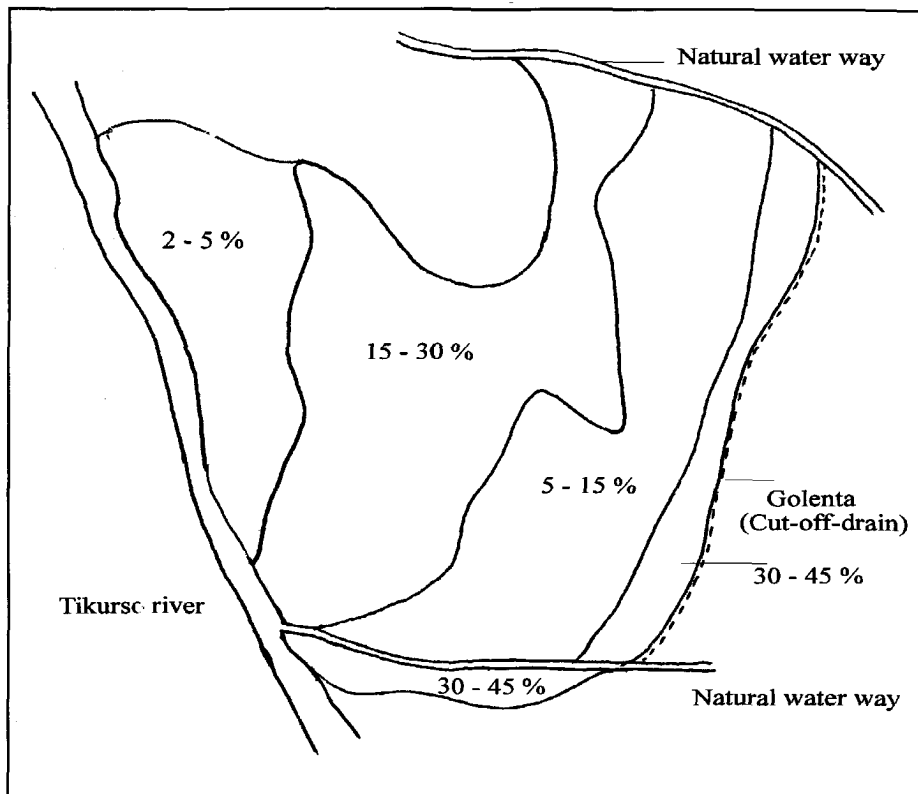 Natural water way
2 - 5 %
15 - 30 %
5 - 15 %
Golenta
(Cut-off-drain)
30 - 45 %
Tikurso river
30 - 45 %
Natural water way